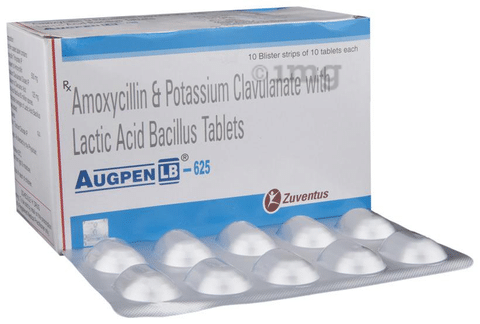 10 Blister strips of 10 tablets each
1mg
Rx
Amoxycillin & Potassium Clavulanate with
Lactic Acid Bacillus Tablets
AUGPEN LB® - 625
Zuventus